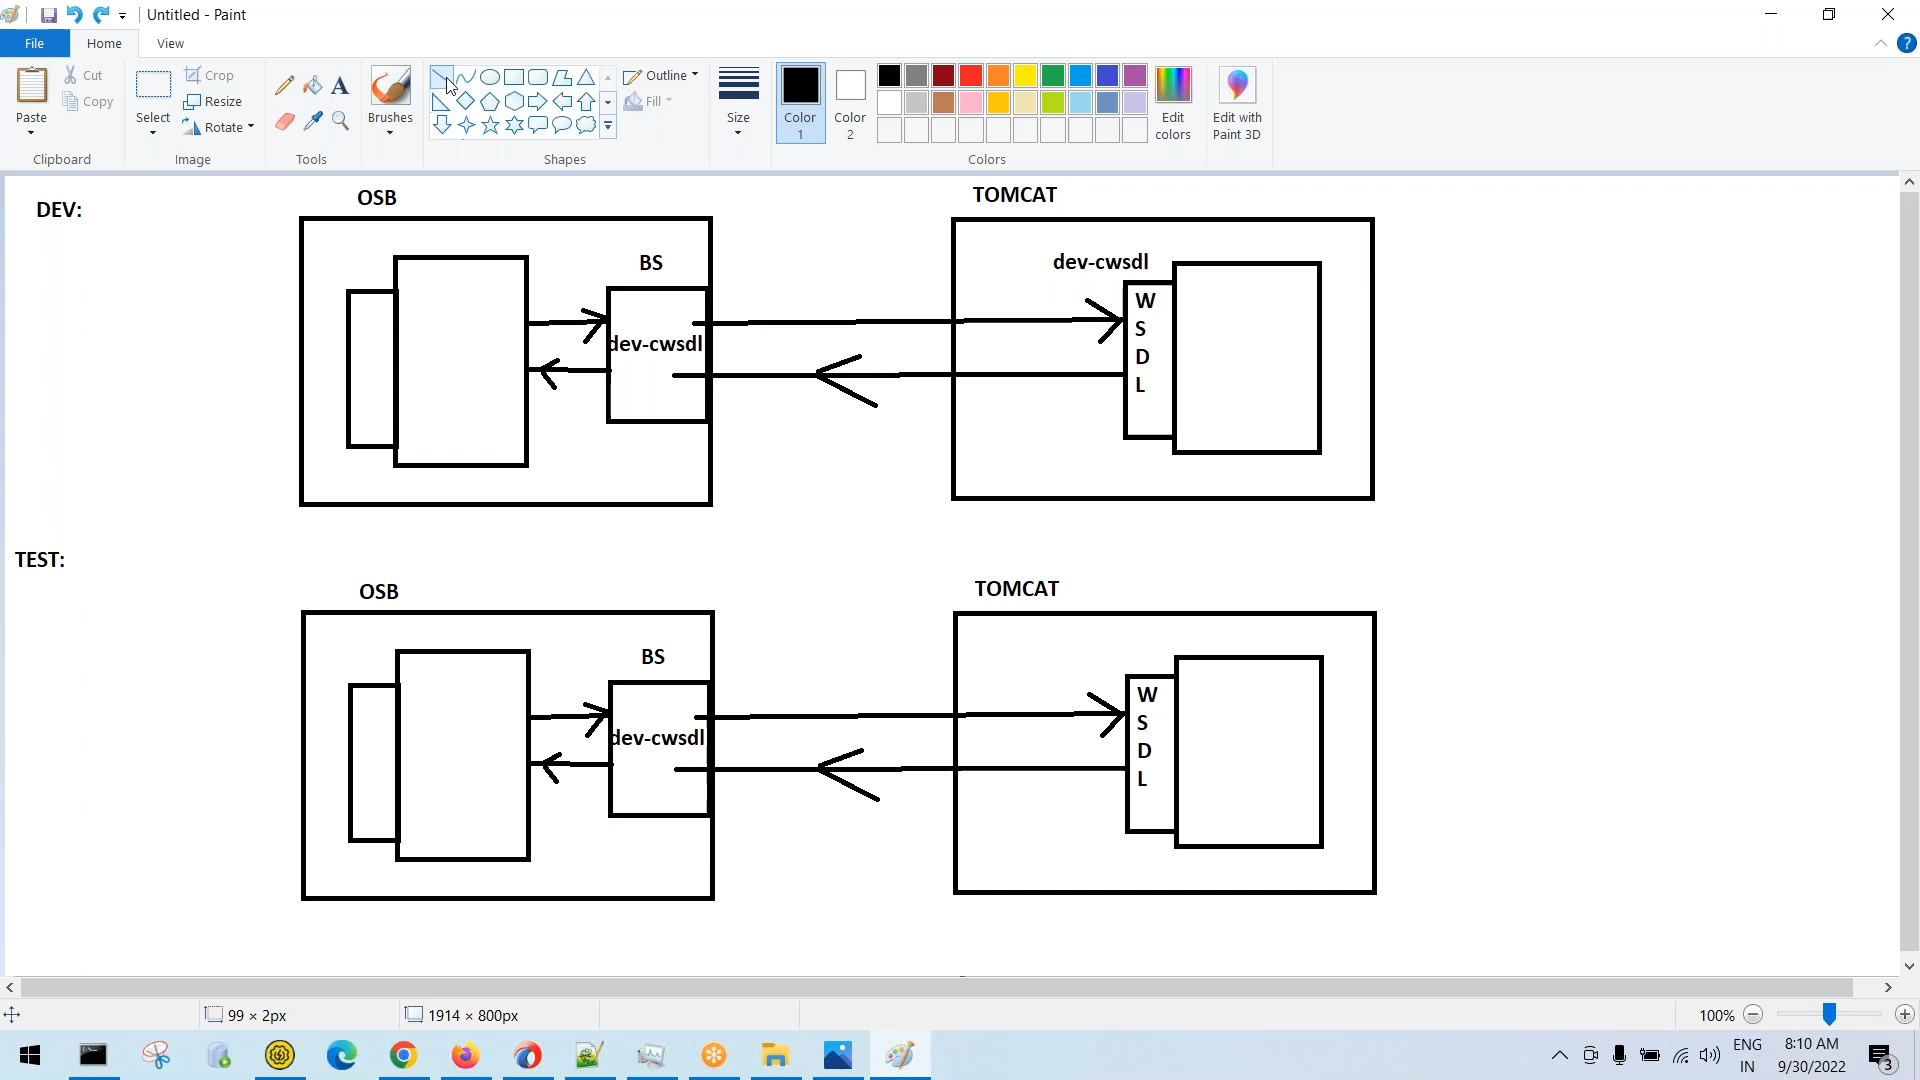 Untitled - Paint
File
Home
View
Paste
Cut
Copy
Clipboard
Select
Crop
Resize
Rotate
Image
Tools
Brushes
Outline
Fill
Shapes
Size
Color 1
Color 2
Edit colors
Edit with Paint 3D
Colors
DEV:
OSB
TOMCAT
BS
dev-cwsdl
dev-cwsdl
W
S
D
L
TEST:
OSB
TOMCAT
BS
dev-cwsdl
W
S
D
L
99 × 2px
1914 × 800px
100%
ENG
IN
8:10 AM
9/30/2022
3